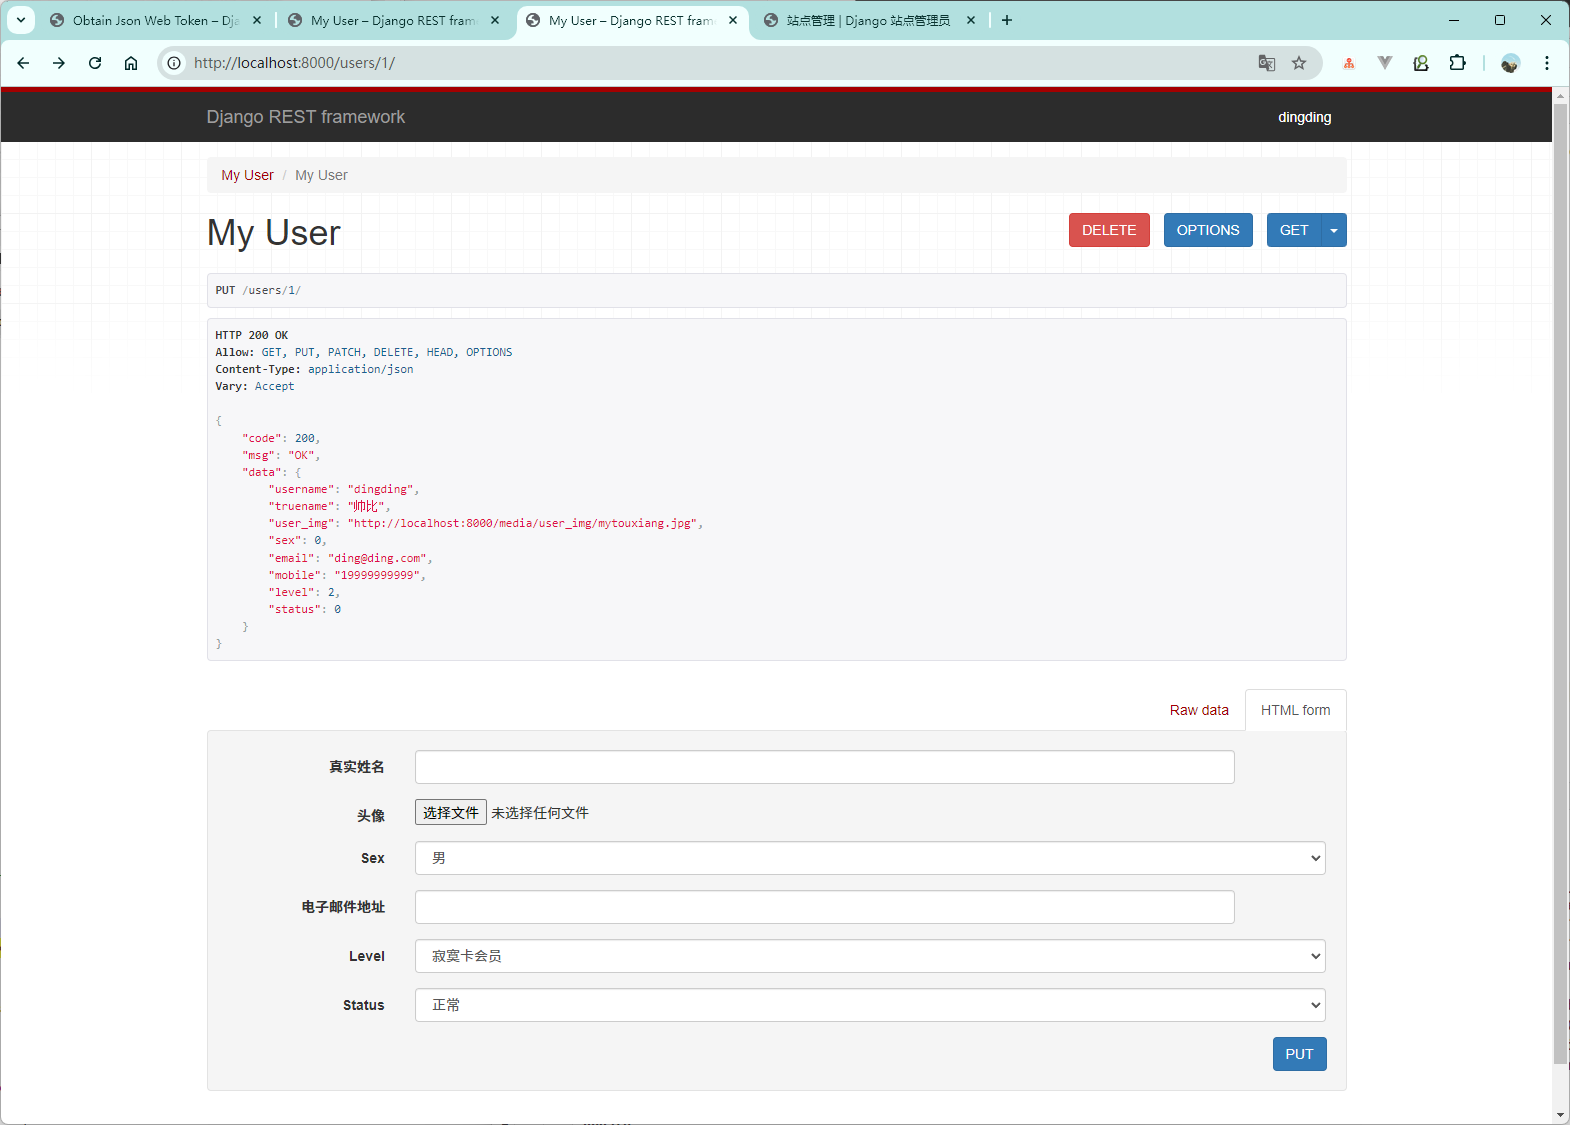 Obtain Json Web Token – Dja
My User – Django REST fram
My User – Django REST fram
站点管理 | Django 站点管理员
http://localhost:8000/users/1/
Django REST framework
dingding
My User / My User
My User
DELETE
OPTIONS
GET
PUT /users/1/
HTTP 200 OK
Allow: GET, PUT, PATCH, DELETE, HEAD, OPTIONS
Content-Type: application/json
Vary: Accept
{
"code": 200,
"msg": "OK",
"data": {
"username": "dingding",
"truename": "帅比",
"user_img": "http://localhost:8000/media/user_img/mytouxiang.jpg",
"sex": 0,
"email": "ding@ding.com",
"mobile": "19999999999",
"level": 2,
"status": 0
}
}
Raw data
HTML form
真实姓名
头像
选择文件 未选择任何文件
Sex
男
电子邮件地址
Level
寂寞卡会员
Status
正常
PUT